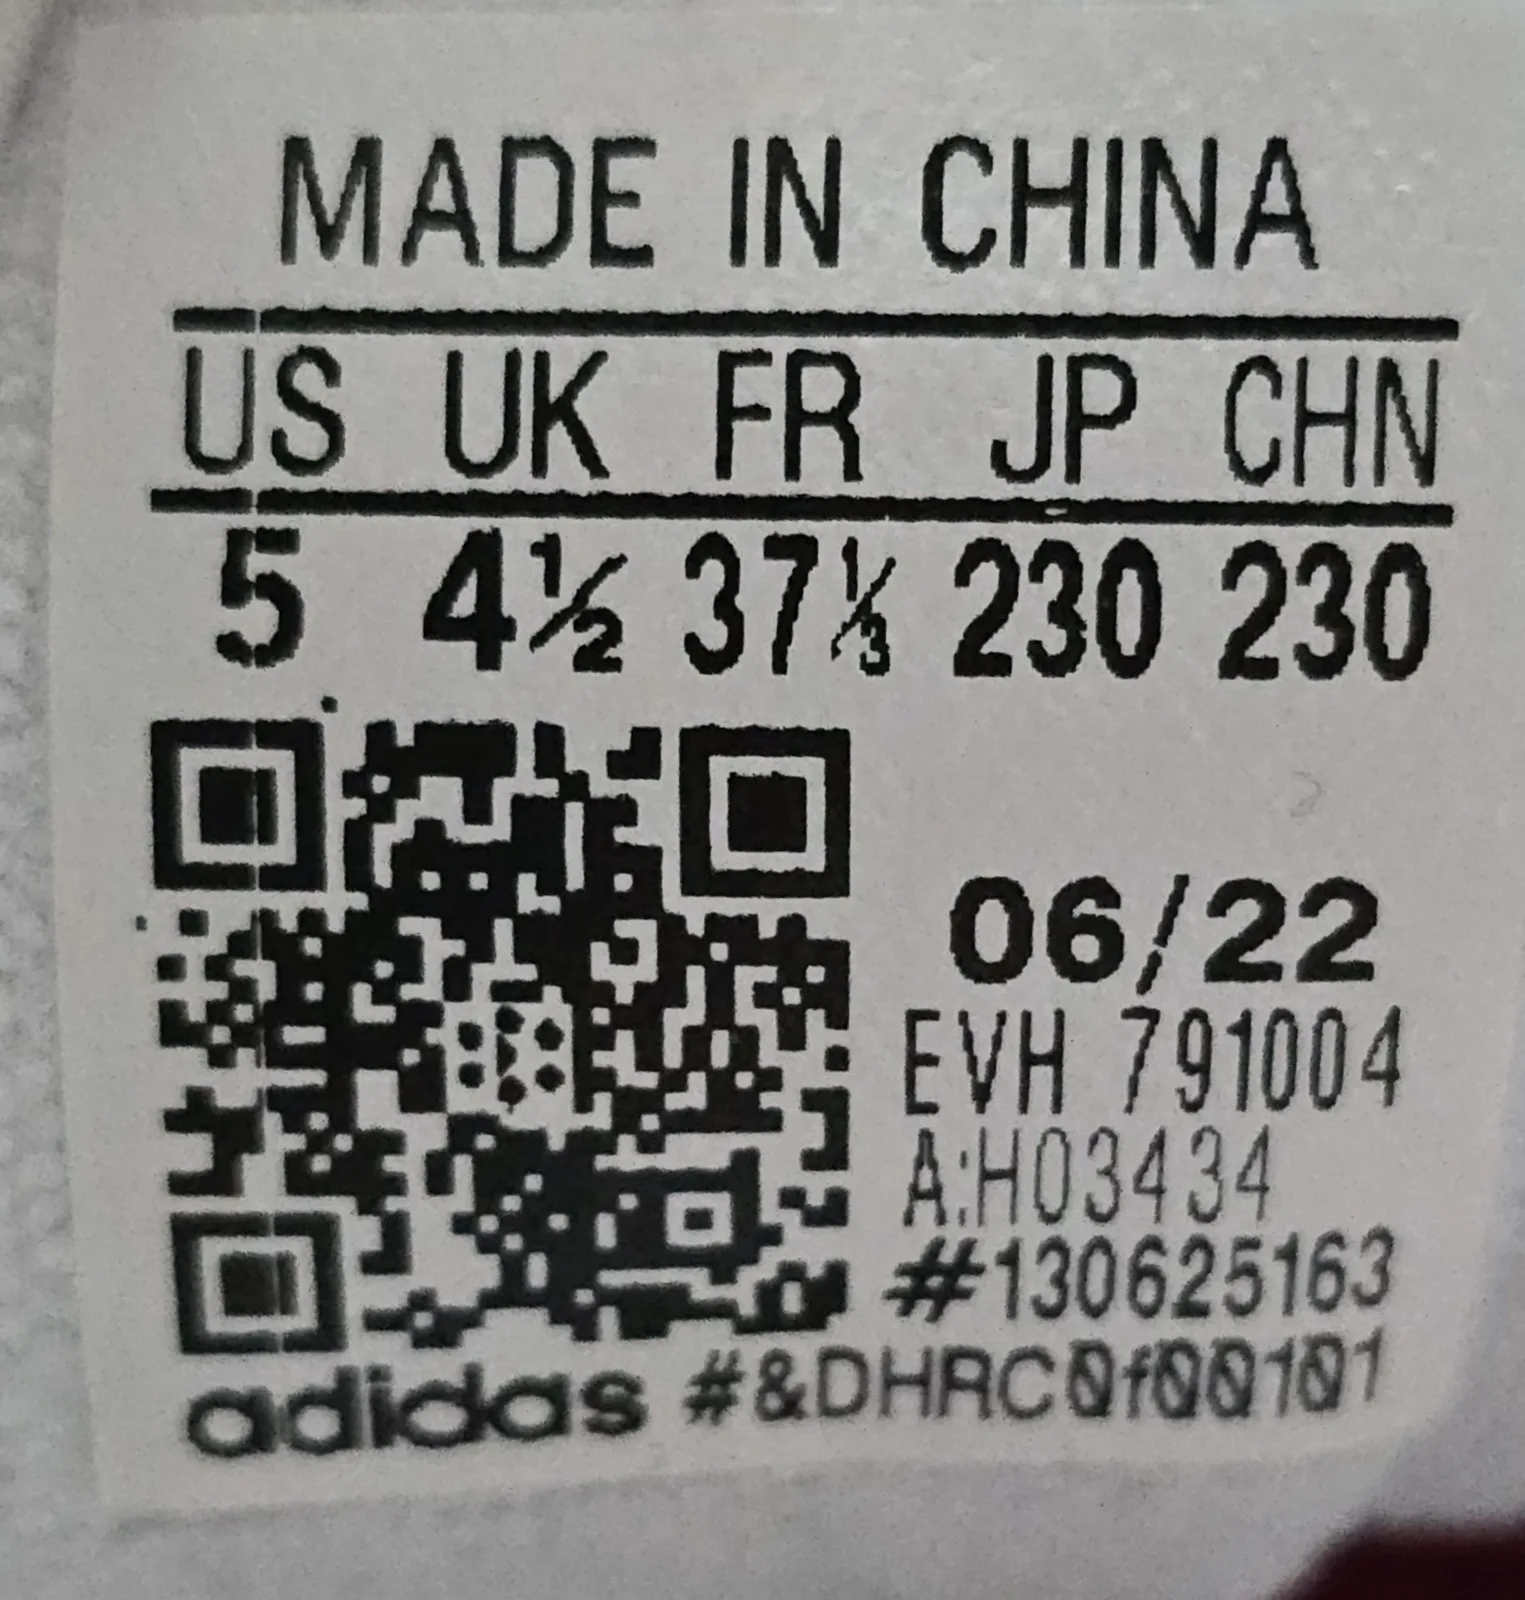 MADE IN CHINA
US UK FR JP CHN
5 4½ 37⅓ 230 230
06/22
EVH 791004
A:H03434
#130625163
adidas #&DHRC0f00101